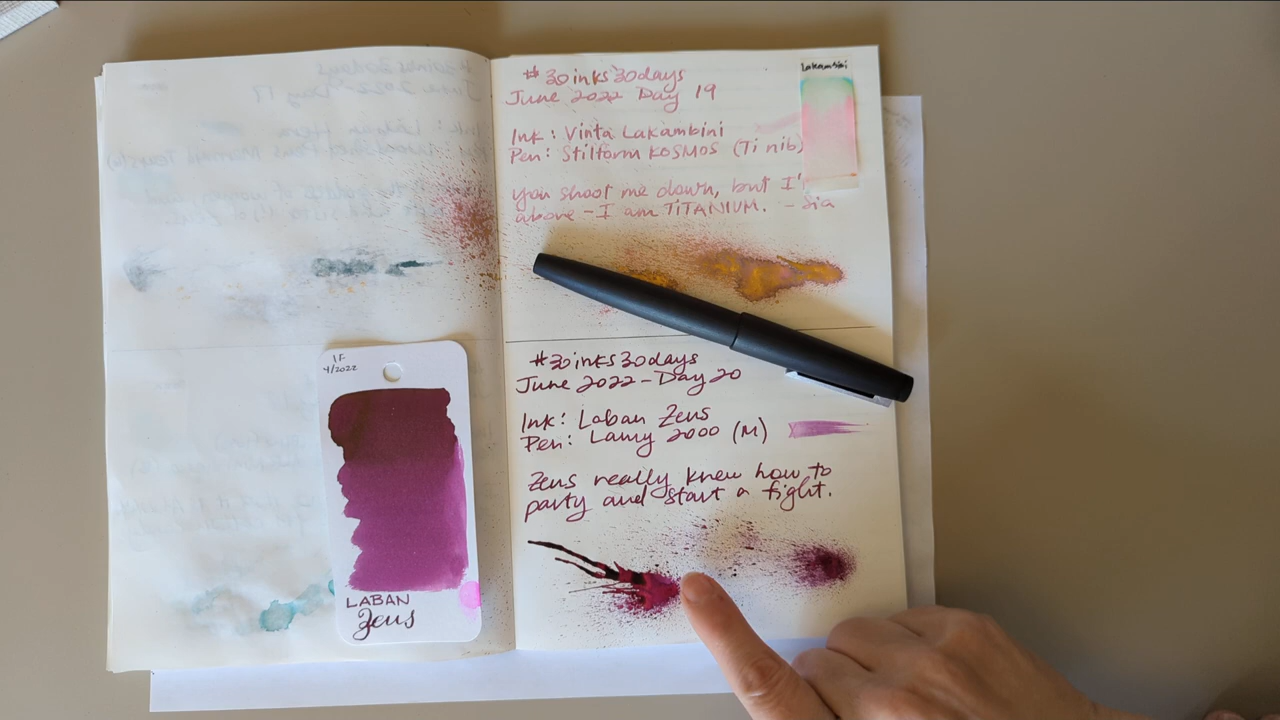 #30inks30days
June 2022 Day 19
Lakambini
Ink: Vinta Lakambini
Pen: Stilform KOSMOS (Ti nib)
you shoot me down, but I'
above - I am TITANIUM. - Sia
#30inks30days
June 2022 - Day 20
Ink: Laban Zeus
Pen: Lamy 2000 (M)
Zeus really knew how to
party and start a fight.
IF
4/2022
LABAN
Zeus